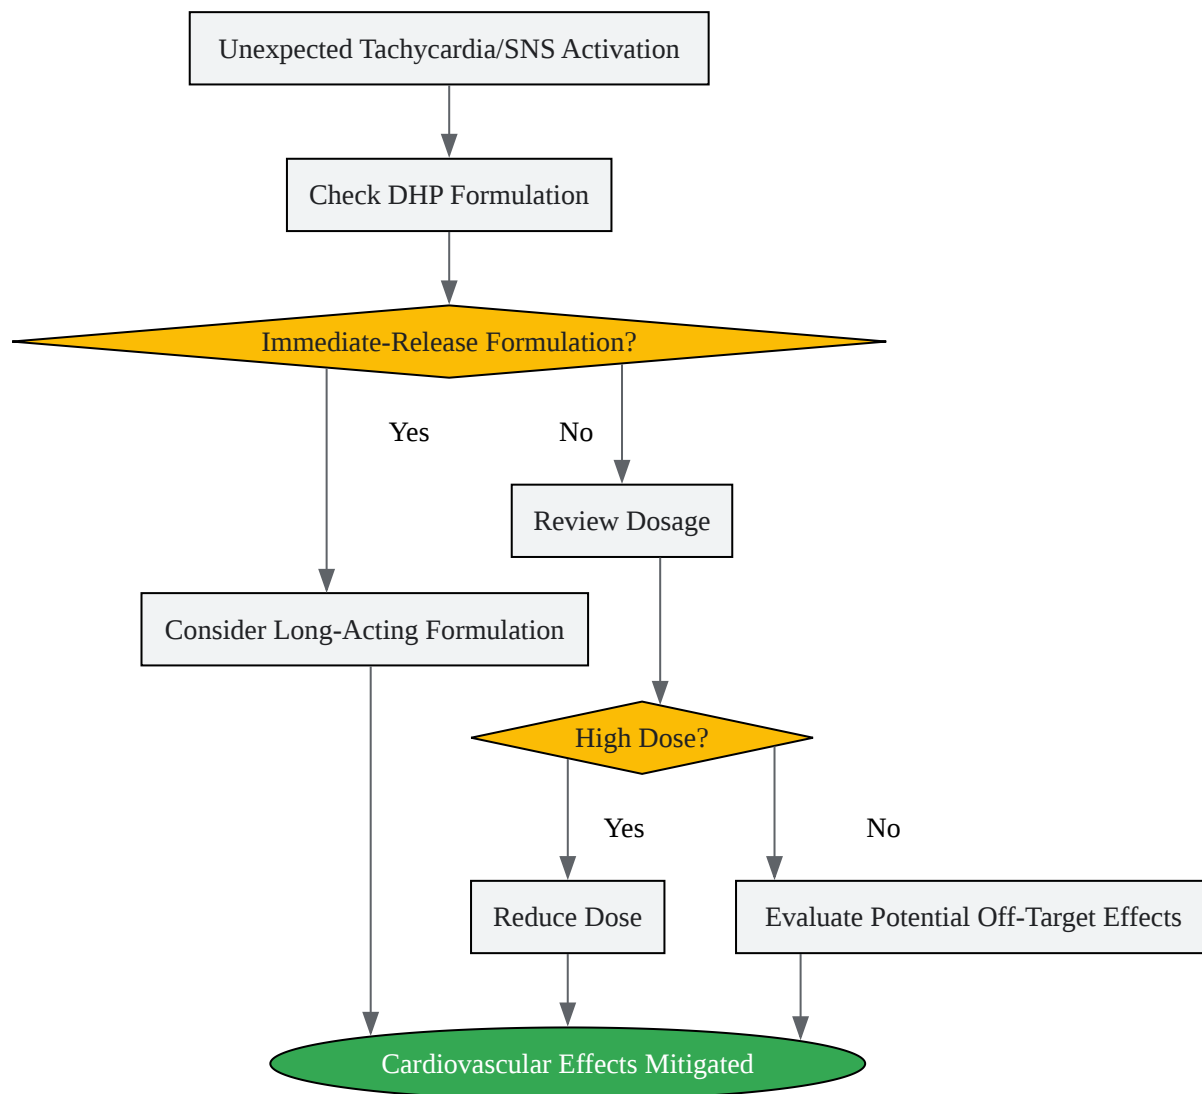 Unexpected Tachycardia/SNS Activation
Check DHP Formulation
Immediate-Release Formulation?
Yes
No
Review Dosage
Consider Long-Acting Formulation
High Dose?
Yes
No
Reduce Dose
Evaluate Potential Off-Target Effects
Cardiovascular Effects Mitigated